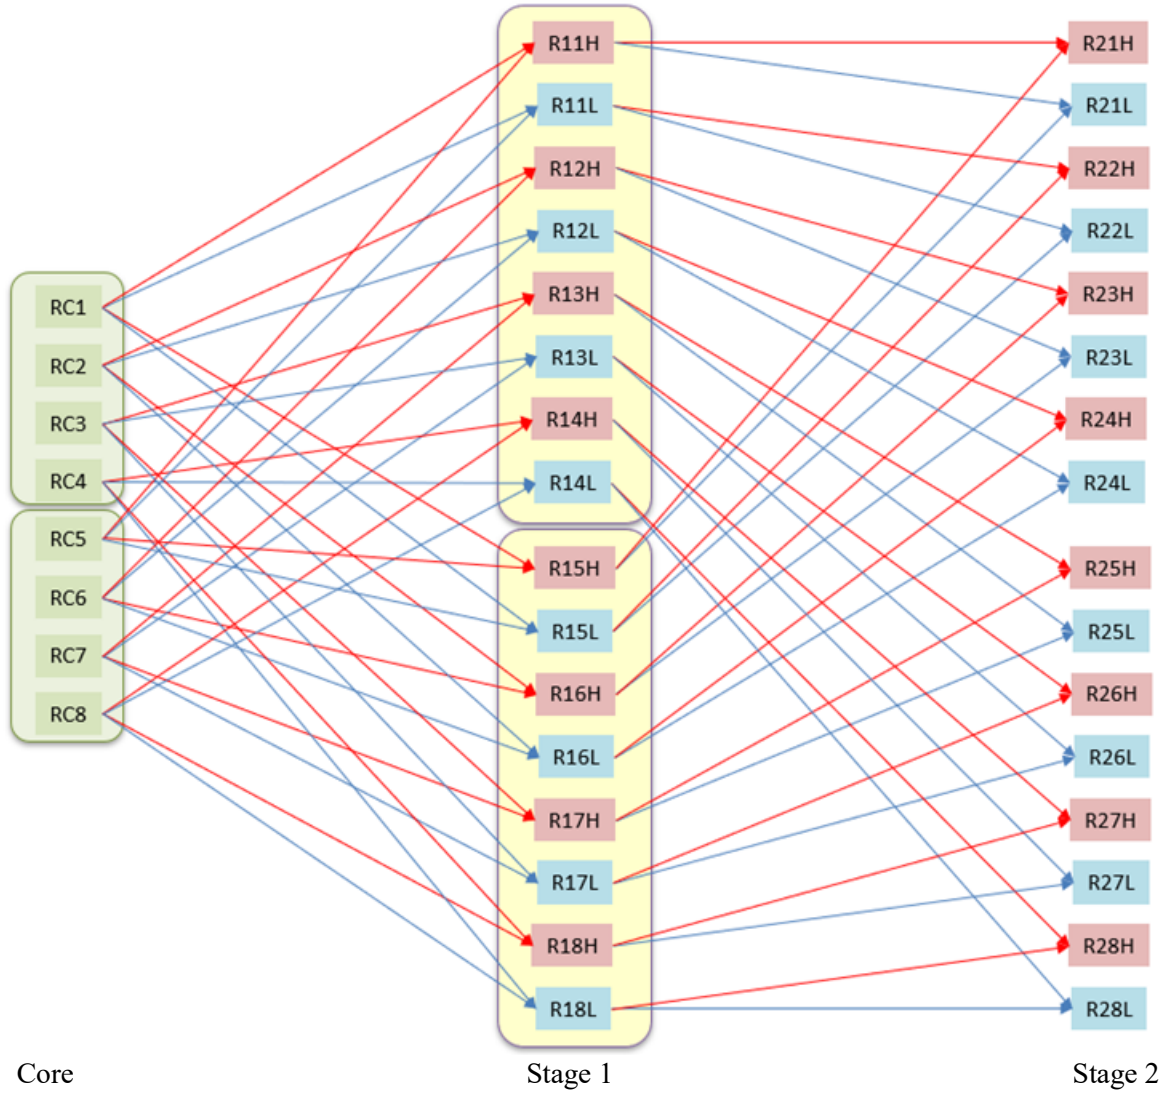 RC1
RC2
RC3
RC4
RC5
RC6
RC7
RC8
R11H
R11L
R12H
R12L
R13H
R13L
R14H
R14L
R15H
R15L
R16H
R16L
R17H
R17L
R18H
R18L
R21H
R21L
R22H
R22L
R23H
R23L
R24H
R24L
R25H
R25L
R26H
R26L
R27H
R27L
R28H
R28L
Core
Stage 1
Stage 2